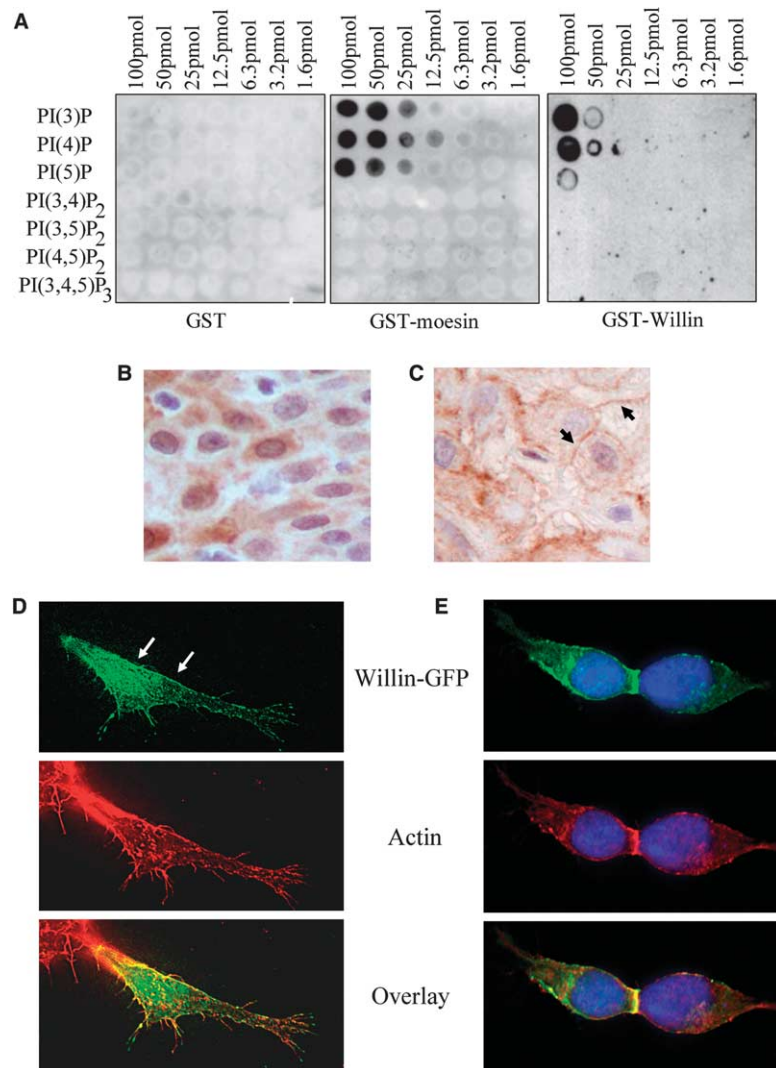 A
100pmol 50pmol 25pmol 12.5pmol 6.3pmol 3.2pmol 1.6pmol
100pmol 50pmol 25pmol 12.5pmol 6.3pmol 3.2pmol 1.6pmol
100pmol 50pmol 25pmol 12.5pmol 6.3pmol 3.2pmol 1.6pmol
PI(3)P
PI(4)P
PI(5)P
PI(3,4)P2
PI(3,5)P2
PI(4,5)P2
PI(3,4,5)P3
GST
GST-moesin
GST-Willin
B
C
D
E
Willin-GFP
Actin
Overlay